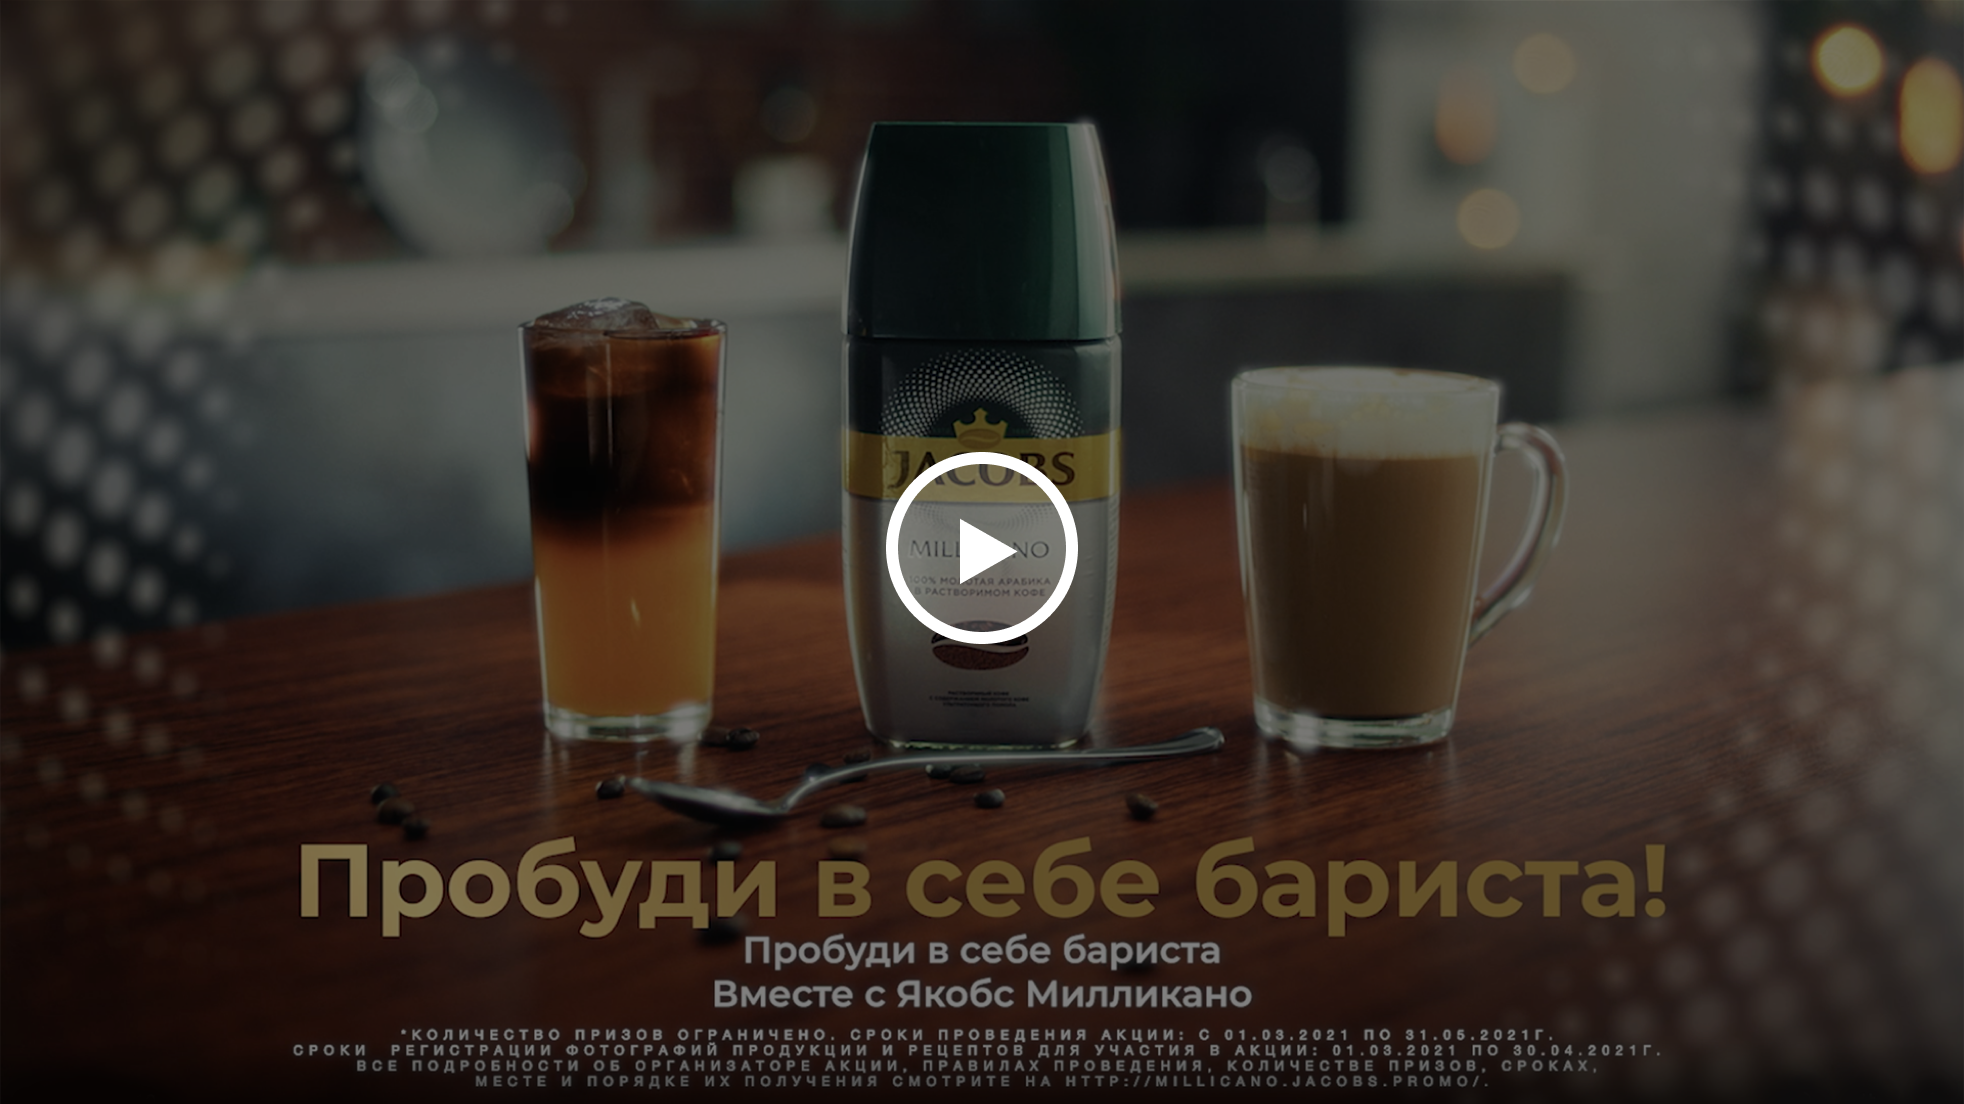 JACOBS
100% МОЛОТАЯ АРАБИКА
В РАСТВОРИМОМ КОФЕ
Пробуди в себе бариста!
Пробуди в себе бариста
Вместе с Якобс Милликано
*КОЛИЧЕСТВО ПРИЗОВ ОГРАНИЧЕНО. СРОКИ ПРОВЕДЕНИЯ АКЦИИ: С 01.03.2021 ПО 31.05.2021Г.
СРОКИ РЕГИСТРАЦИИ ФОТОГРАФИЙ ПРОДУКЦИИ И РЕЦЕПТОВ ДЛЯ УЧАСТИЯ В АКЦИИ: 01.03.2021 ПО 30.04.2021Г.
ВСЕ ПОДРОБНОСТИ ОБ ОРГАНИЗАТОРЕ АКЦИИ, ПРАВИЛАХ ПРОВЕДЕНИЯ, КОЛИЧЕСТВЕ ПРИЗОВ, СРОКАХ,
МЕСТЕ И ПОРЯДКЕ ИХ ПОЛУЧЕНИЯ СМОТРИТЕ НА HTTP://MILLICANO.JACOBS.PROMO/.